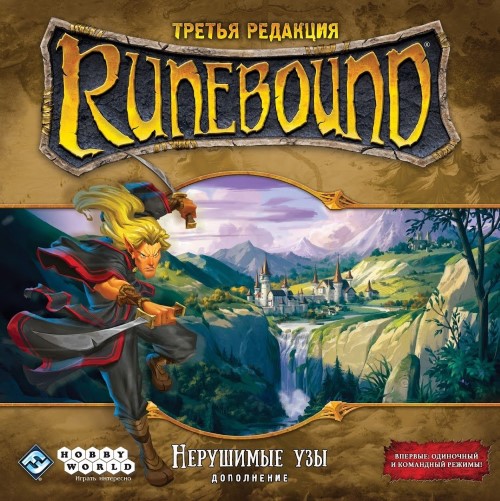 ТРЕТЬЯ РЕДАКЦИЯ
RUNEBOUND®
HOBBY
WORLD
Играть интересно
НЕРУШИМЫЕ УЗЫ
ДОПОЛНЕНИЕ
ВПЕРВЫЕ, ОДИНОЧНЫЙ
И КОМАНДНЫЙ РЕЖИМЫ!